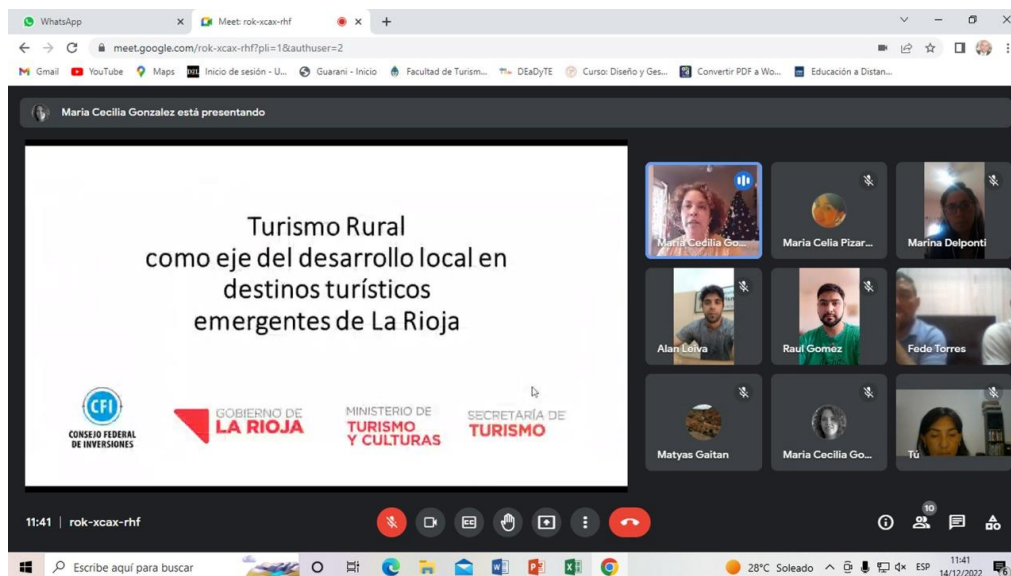 WhatsApp
Meet: rok-xcax-rhf
meet.google.com/rok-xcax-rhf?pli=1&authuser=2
Gmail
YouTube
Maps
Inicio de sesión - U...
Guarani - Inicio
Facultad de Turism...
DEaDyTE
Curso: Diseño y Ges...
Convertir PDF a Wo...
Educación a Distan...
Maria Cecilia Gonzalez está presentando
Turismo Rural
como eje del desarrollo local en
destinos turísticos
emergentes de La Rioja
CFI
CONSEJO FEDERAL
DE INVERSIONES
GOBIERNO DE
LA RIOJA
MINISTERIO DE
TURISMO
Y CULTURAS
SECRETARÍA DE
TURISMO
Maria Cecilia Go...
Maria Celia Pizar...
Marina Delponti
Alan Leiva
Raul Gomez
Fede Torres
Matyas Gaitan
Maria Cecilia Go...
Tú
11:41 | rok-xcax-rhf
10
Escribe aquí para buscar
28°C Soleado
ESP
11:41
14/12/2022